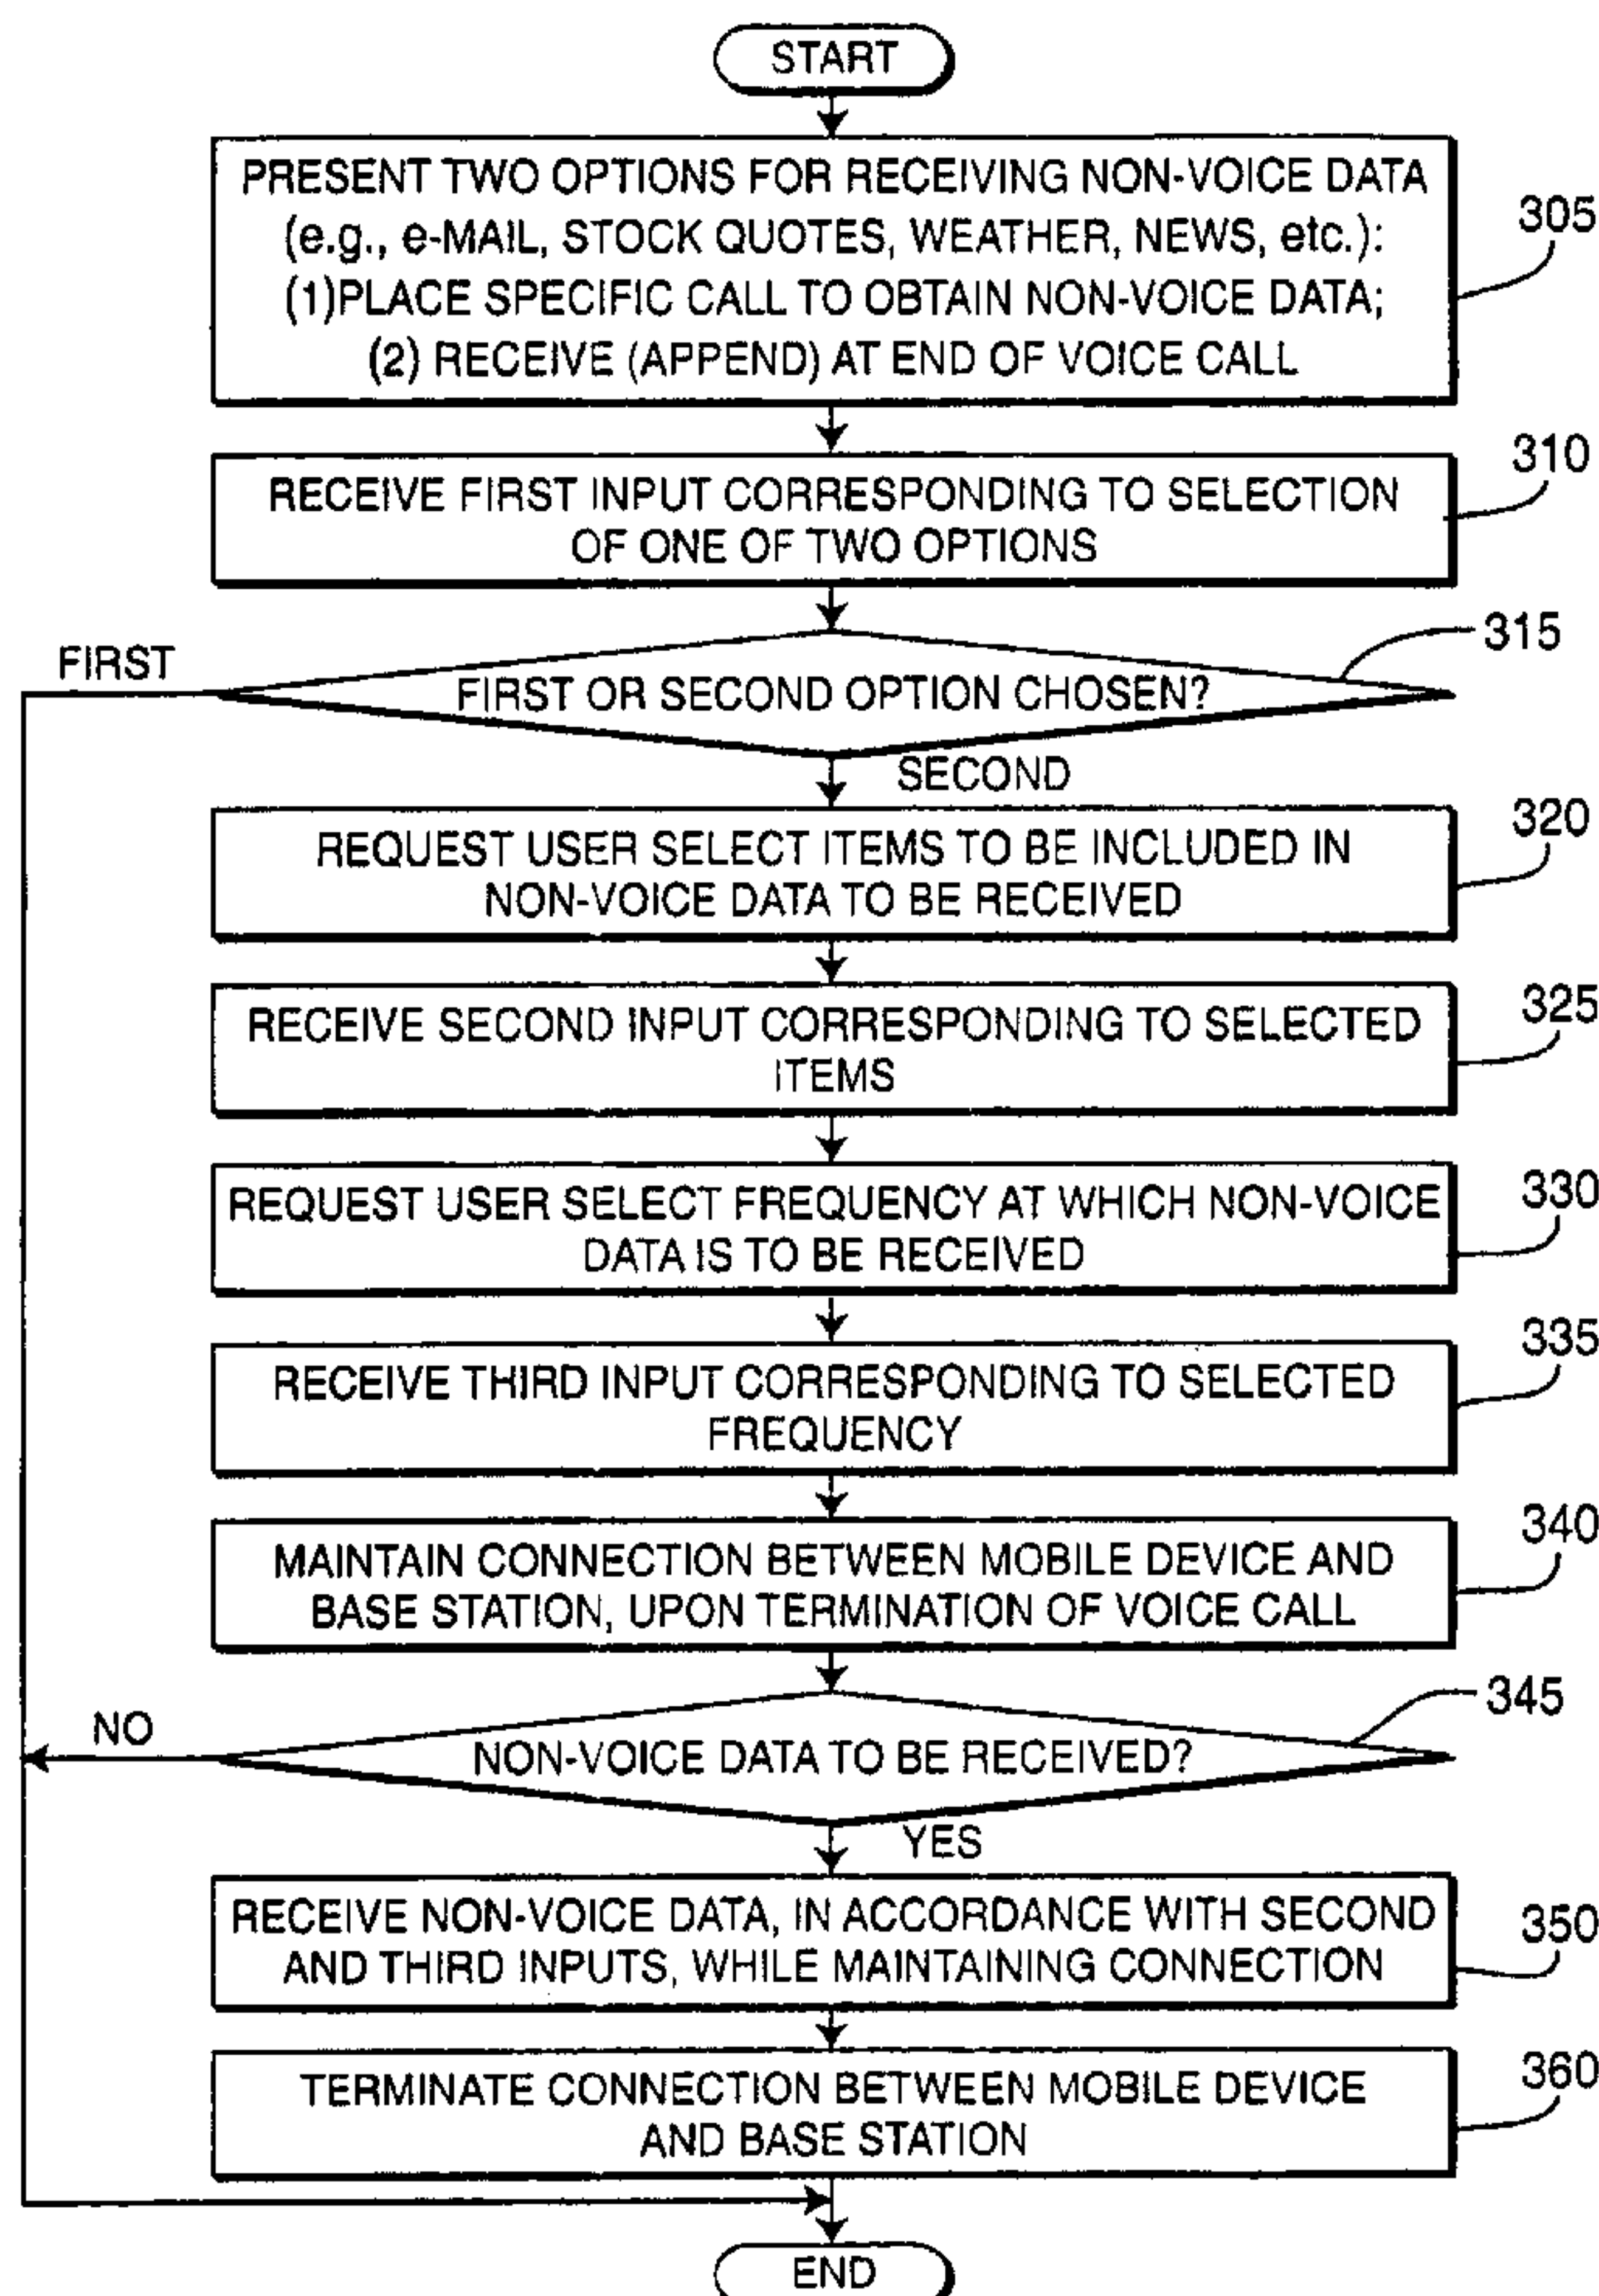 START
PRESENT TWO OPTIONS FOR RECEIVING NON-VOICE DATA
(e.g., e-MAIL, STOCK QUOTES, WEATHER, NEWS, etc.):
(1)PLACE SPECIFIC CALL TO OBTAIN NON-VOICE DATA;
(2) RECEIVE (APPEND) AT END OF VOICE CALL
305
RECEIVE FIRST INPUT CORRESPONDING TO SELECTION
OF ONE OF TWO OPTIONS
310
FIRST OR SECOND OPTION CHOSEN?
315
FIRST
SECOND
REQUEST USER SELECT ITEMS TO BE INCLUDED IN
NON-VOICE DATA TO BE RECEIVED
320
RECEIVE SECOND INPUT CORRESPONDING TO SELECTED
ITEMS
325
REQUEST USER SELECT FREQUENCY AT WHICH NON-VOICE
DATA IS TO BE RECEIVED
330
RECEIVE THIRD INPUT CORRESPONDING TO SELECTED
FREQUENCY
335
MAINTAIN CONNECTION BETWEEN MOBILE DEVICE AND
BASE STATION, UPON TERMINATION OF VOICE CALL
340
NON-VOICE DATA TO BE RECEIVED?
345
NO
YES
RECEIVE NON-VOICE DATA, IN ACCORDANCE WITH SECOND
AND THIRD INPUTS, WHILE MAINTAINING CONNECTION
350
TERMINATE CONNECTION BETWEEN MOBILE DEVICE
AND BASE STATION
360
END